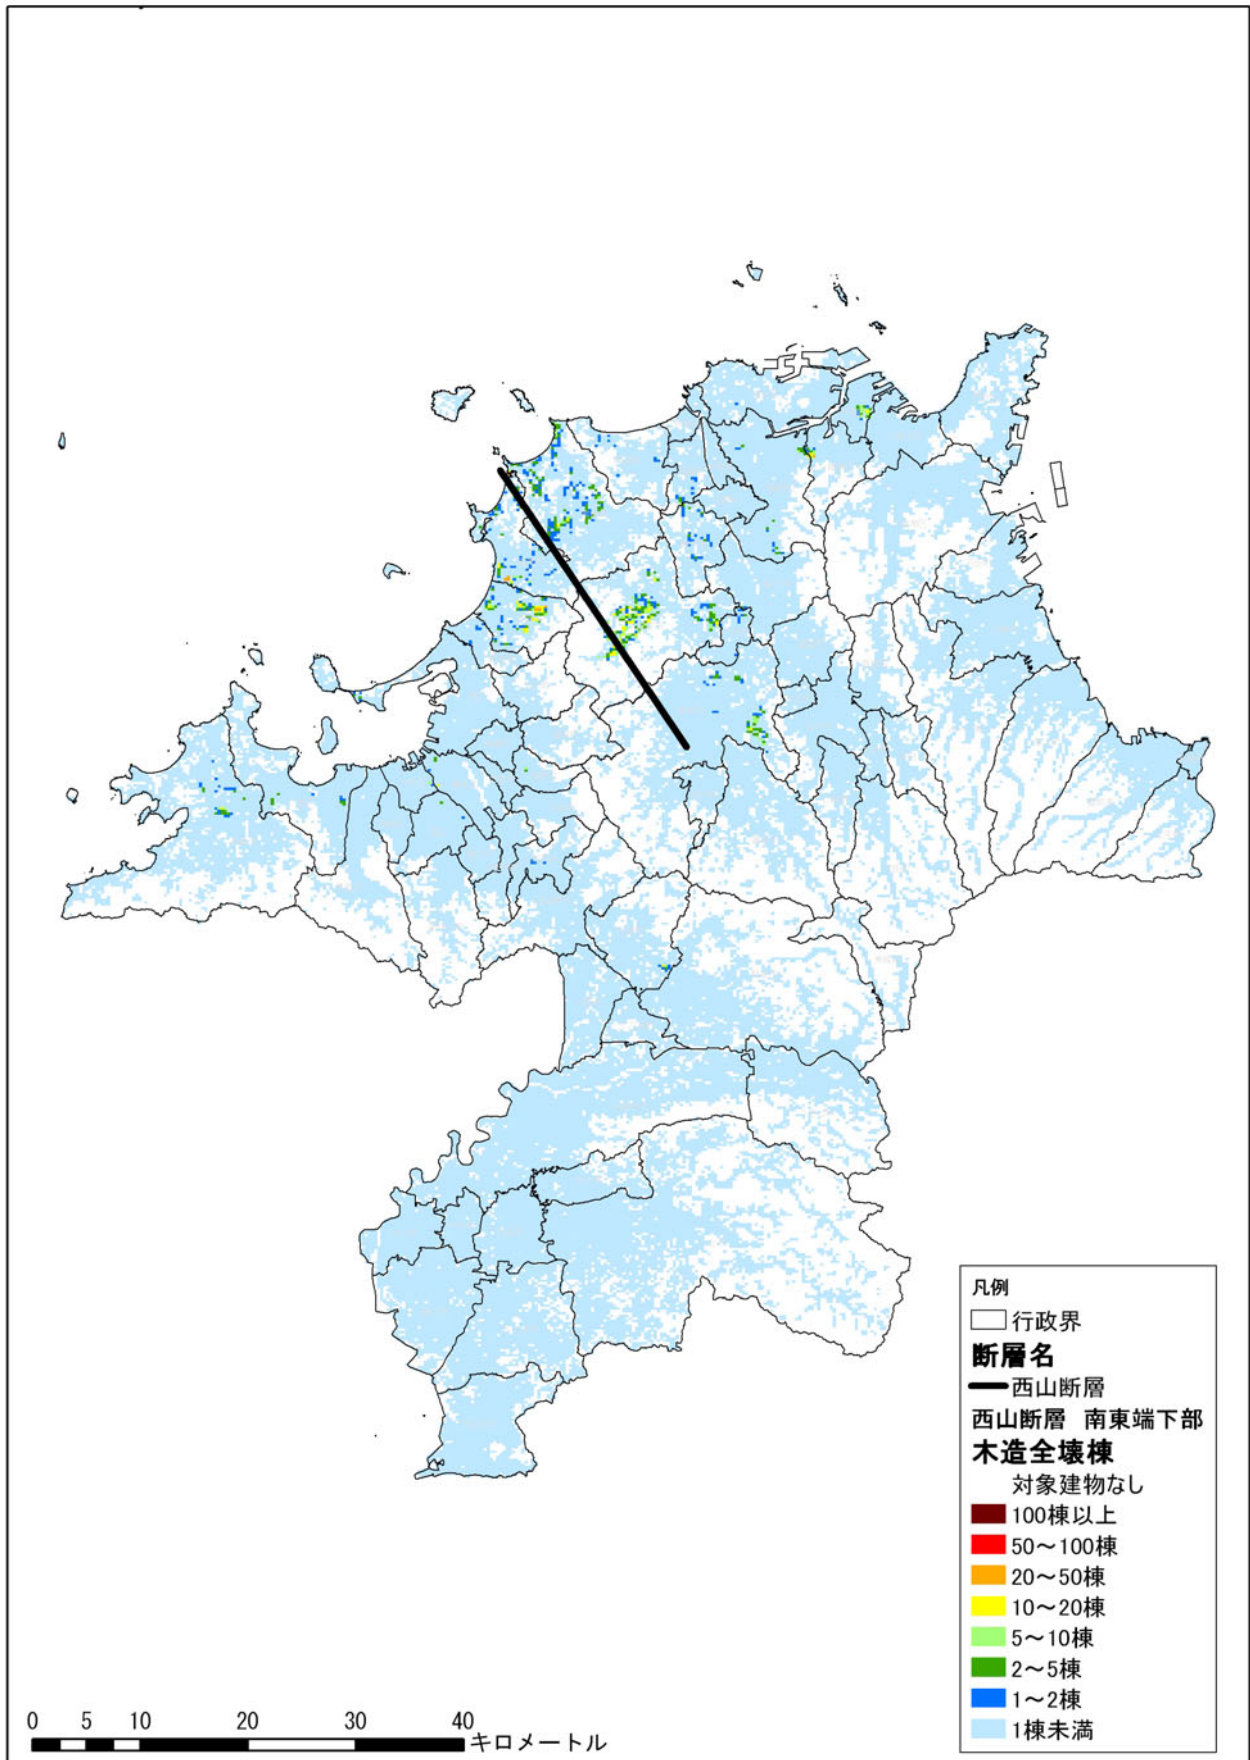 凡例
行政界
断層名
西山断層
西山断層 南東端下部
木造全壊棟
対象建物なし
100棟以上
50～100棟
20～50棟
10～20棟
5～10棟
2～5棟
1～2棟
1棟未満
0 5 10 20 30 40
キロメートル